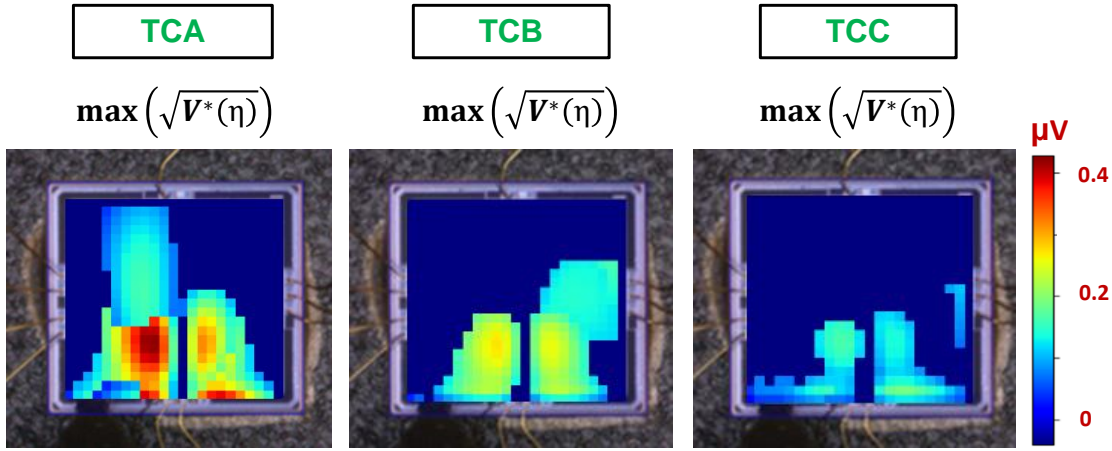 TCA TCB TCC
max(√V*(η)) max(√V*(η)) max(√V*(η))
µV
0.4
0.2
0